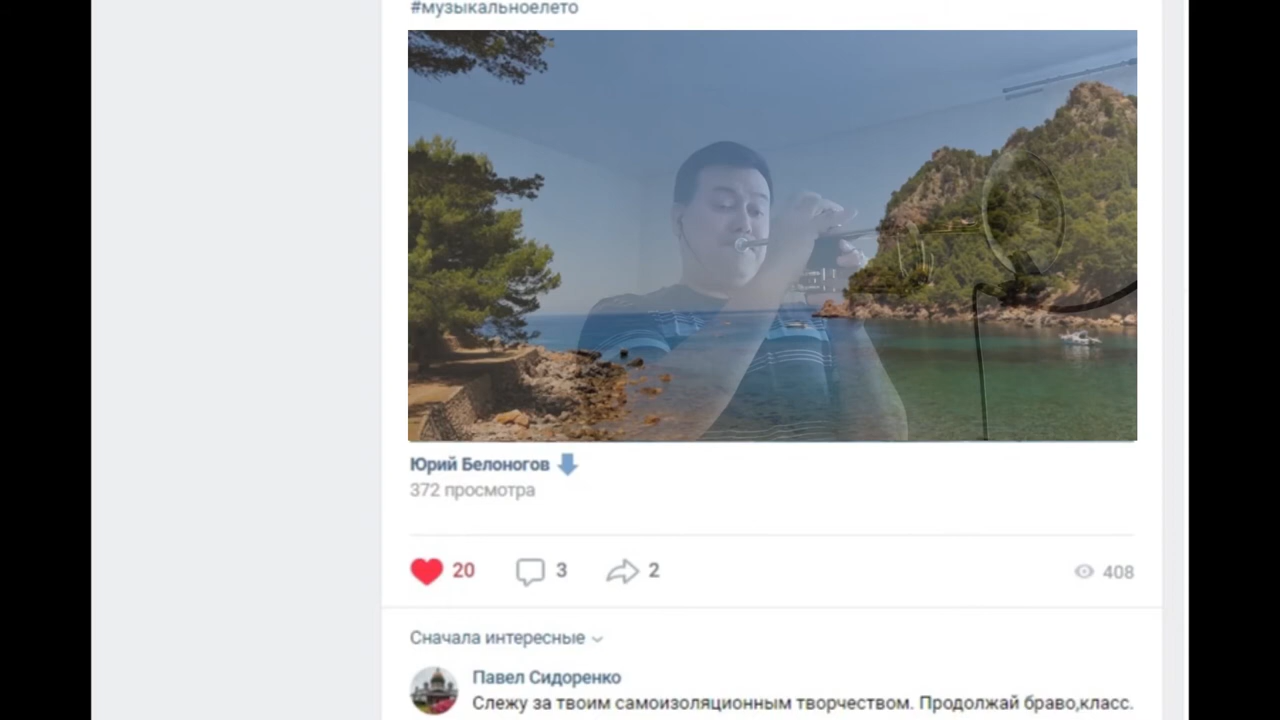 #музыкальноелето
Юрий Белоногов
372 просмотра
20 3 2 408
Сначала интересные
Павел Сидоренко
Слежу за твоим самоизоляционным творчеством. Продолжай браво,класс.